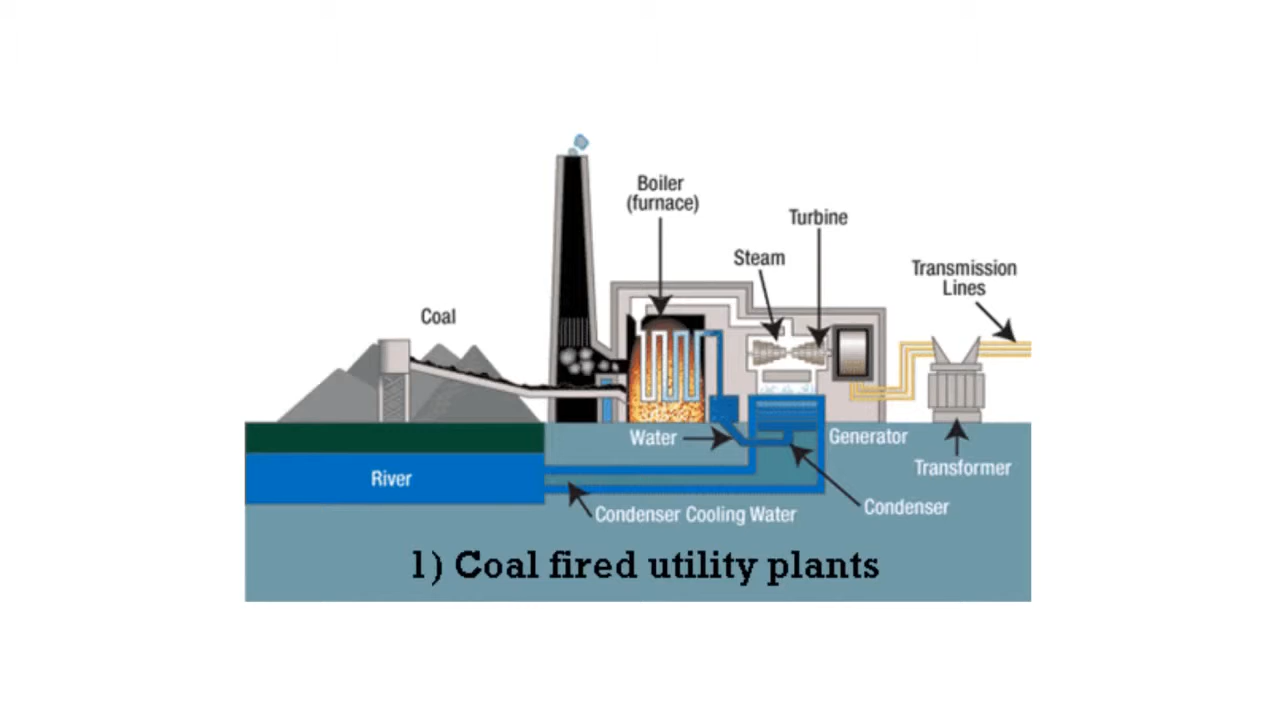 Boiler
(furnace)
Turbine
Steam
Transmission
Lines
Coal
Water
Generator
Transformer
River
Condenser
Condenser Cooling Water
1) Coal fired utility plants